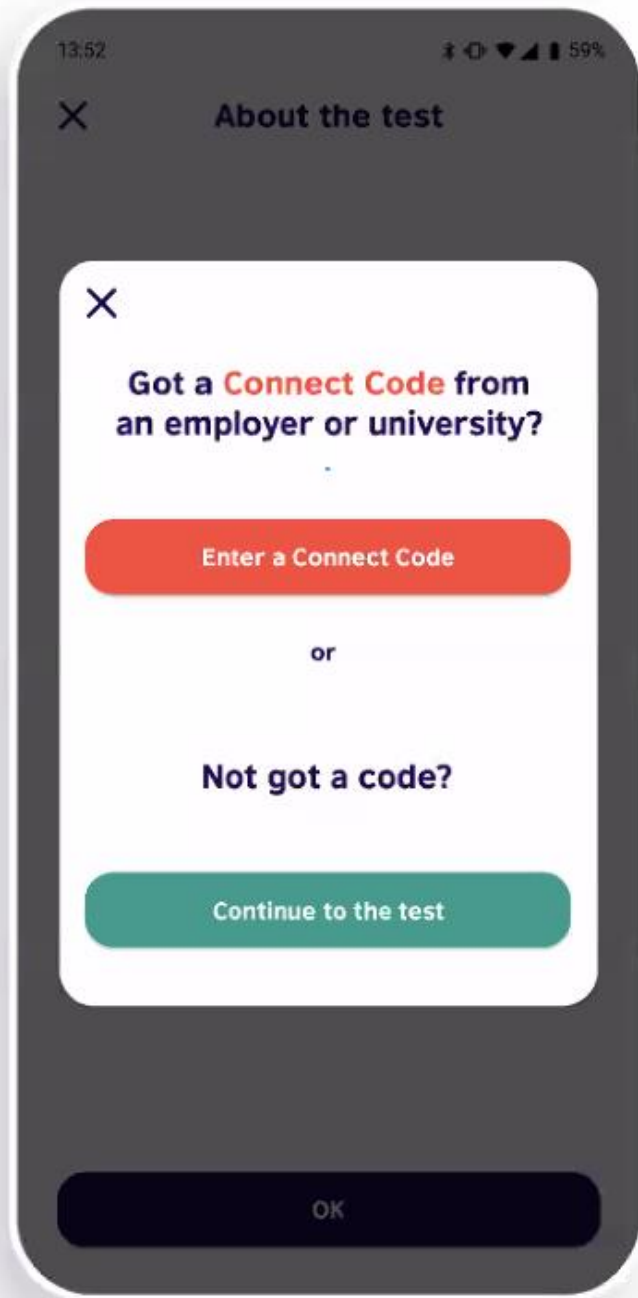 13:52
59%
About the test
Got a Connect Code from
an employer or university?
Enter a Connect Code
or
Not got a code?
Continue to the test
OK